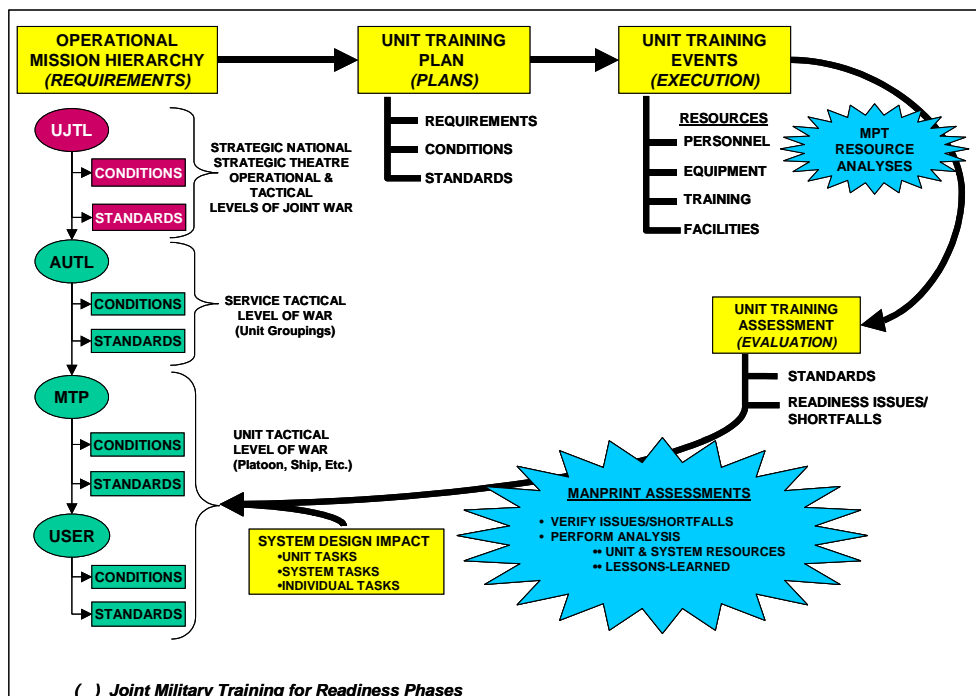 OPERATIONAL
MISSION HIERARCHY
(REQUIREMENTS)
UNIT TRAINING
PLAN
(PLANS)
UNIT TRAINING
EVENTS
(EXECUTION)
UJTL
CONDITIONS
STANDARDS
STRATEGIC NATIONAL
STRATEGIC THEATRE
OPERATIONAL &
TACTICAL
LEVELS OF JOINT WAR
REQUIREMENTS
CONDITIONS
STANDARDS
RESOURCES
PERSONNEL
EQUIPMENT
TRAINING
FACILITIES
MPT
RESOURCE
ANALYSES
AUTL
CONDITIONS
STANDARDS
SERVICE TACTICAL
LEVEL OF WAR
(Unit Groupings)
UNIT TRAINING
ASSESSMENT
(EVALUATION)
STANDARDS
READINESS ISSUES/
SHORTFALLS
MTP
CONDITIONS
STANDARDS
UNIT TACTICAL
LEVEL OF WAR
(Platoon, Ship, Etc.)
USER
CONDITIONS
STANDARDS
SYSTEM DESIGN IMPACT
•UNIT TASKS
•SYSTEM TASKS
•INDIVIDUAL TASKS
MANPRINT ASSESSMENTS
• VERIFY ISSUES/SHORTFALLS
• PERFORM ANALYSIS
•• UNIT & SYSTEM RESOURCES
•• LESSONS-LEARNED
( ) Joint Military Training for Readiness Phases